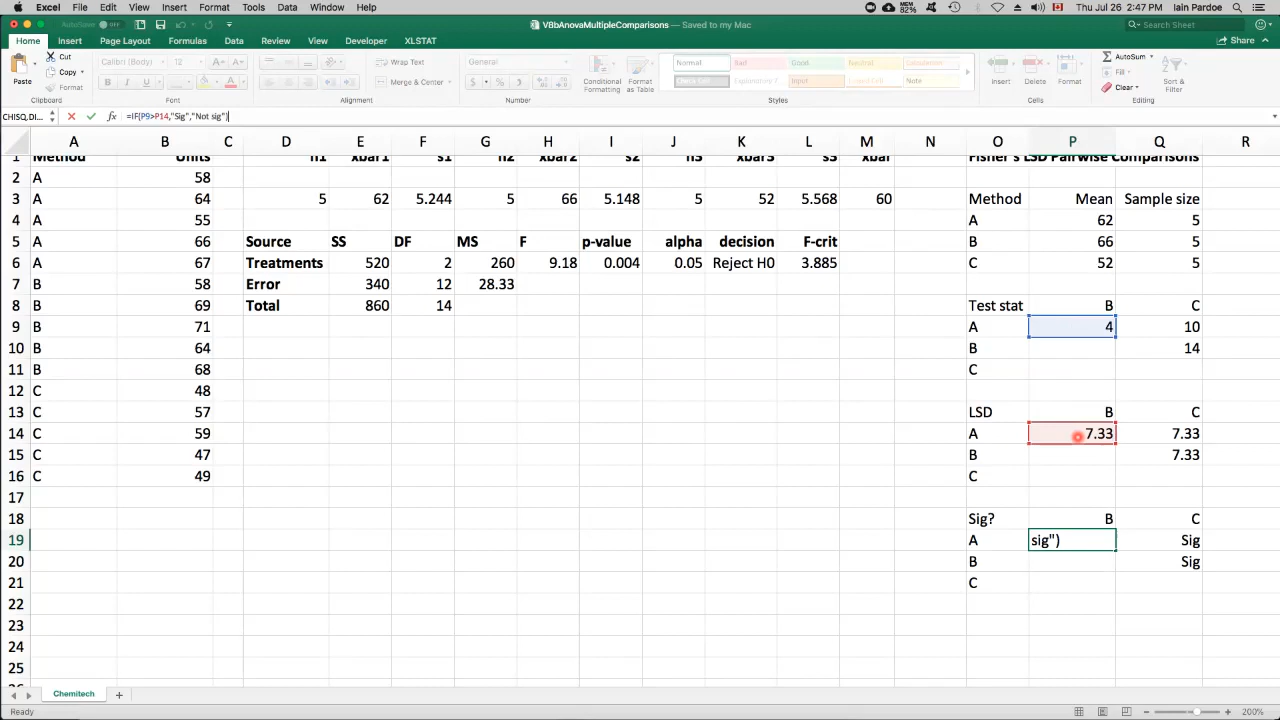 Excel File Edit View Insert Format Tools Data Window Help
Thu Jul 26 2:47 PM Iain Pardoe
AutoSave OFF
V8bAnovaMultipleComparisons — Saved to my Mac
Search Sheet
Home Insert Page Layout Formulas Data Review View Developer XLSTAT
Share
Paste Cut Copy Format
Calibri (Body) 12
Wrap Text
Merge & Center
General
Conditional Formatting Format as Table
Normal Bad Good Neutral Calculation
Check Cell Explanatory T... Input Note
Insert Delete Format
AutoSum Fill Clear
Sort & Filter
Clipboard Font Alignment Number Styles Cells Editing
CHISQ.DI... =IF(P9>P14,"Sig","Not sig")
A B C D E F G H I J K L M N O P Q R
1 Method Units n1 xbar1 s1 n2 xbar2 s2 n3 xbar3 s3 xbar Fisher's LSD Pairwise Comparisons
2 A 58
3 A 64 5 62 5.244 5 66 5.148 5 52 5.568 60 Method Mean Sample size
4 A 55 A 62 5
5 A 66 Source SS DF MS F p-value alpha decision F-crit B 66 5
6 A 67 Treatments 520 2 260 9.18 0.004 0.05 Reject H0 3.885 C 52 5
7 B 58 Error 340 12 28.33
8 B 69 Total 860 14 Test stat B C
9 B 71 A 4 10
10 B 64 B 14
11 B 68 C
12 C 48
13 C 57 LSD B C
14 C 59 A 7.33 7.33
15 C 47 B 7.33
16 C 49 C
17
18 Sig? B C
19 A sig") Sig
20 B Sig
21 C
22
23
24
25
Chemitech
Ready 200%